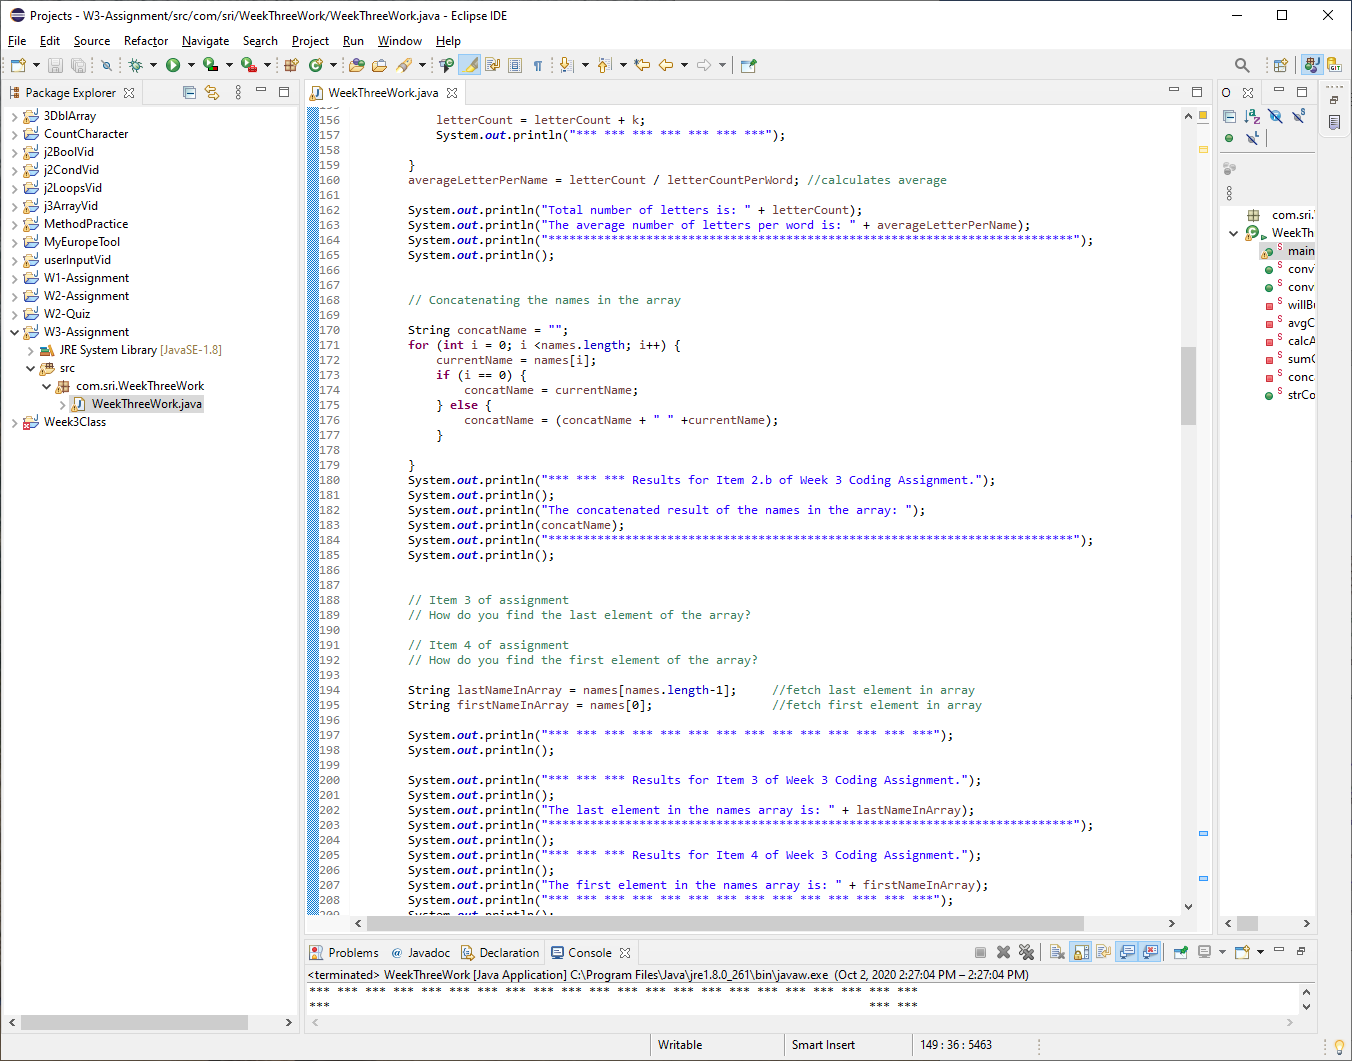 Projects - W3-Assignment/src/com/sri/WeekThreeWork/WeekThreeWork.java - Eclipse IDE
File Edit Source Refactor Navigate Search Project Run Window Help
Package Explorer
3DblArray
CountCharacter
j2BoolVid
j2CondVid
j2LoopsVid
j3ArrayVid
MethodPractice
MyEuropeTool
userInputVid
W1-Assignment
W2-Assignment
W2-Quiz
W3-Assignment
JRE System Library [JavaSE-1.8]
src
com.sri.WeekThreeWork
WeekThreeWork.java
Week3Class
WeekThreeWork.java
156 letterCount = letterCount + k;
157 System.out.println("*** *** *** *** *** *** ***");
158
159 }
160 averageLetterPerName = letterCount / letterCountPerWord; //calculates average
161
162 System.out.println("Total number of letters is: " + letterCount);
163 System.out.println("The average number of letters per word is: " + averageLetterPerName);
164 System.out.println("***************************************************************************");
165 System.out.println();
166
167
168 // Concatenating the names in the array
169
170 String concatName = "";
171 for (int i = 0; i <names.length; i++) {
172 currentName = names[i];
173 if (i == 0) {
174 concatName = currentName;
175 } else {
176 concatName = (concatName + " " +currentName);
177 }
178
179 }
180 System.out.println("*** *** *** Results for Item 2.b of Week 3 Coding Assignment.");
181 System.out.println();
182 System.out.println("The concatenated result of the names in the array: ");
183 System.out.println(concatName);
184 System.out.println("***************************************************************************");
185 System.out.println();
186
187
188 // Item 3 of assignment
189 // How do you find the last element of the array?
190
191 // Item 4 of assignment
192 // How do you find the first element of the array?
193
194 String lastNameInArray = names[names.length-1]; //fetch last element in array
195 String firstNameInArray = names[0]; //fetch first element in array
196
197 System.out.println("*** *** *** *** *** *** *** *** *** *** *** *** *** ***");
198 System.out.println();
199
200 System.out.println("*** *** *** Results for Item 3 of Week 3 Coding Assignment.");
201 System.out.println();
202 System.out.println("The last element in the names array is: " + lastNameInArray);
203 System.out.println("***************************************************************************");
204 System.out.println();
205 System.out.println("*** *** *** Results for Item 4 of Week 3 Coding Assignment.");
206 System.out.println();
207 System.out.println("The first element in the names array is: " + firstNameInArray);
208 System.out.println("*** *** *** *** *** *** *** *** *** *** *** *** *** ***");
209 System.out.println();
O
com.sri.
WeekTh
main
conv
conv
willB
avgC
calcA
sumC
conc
strCo
Problems @ Javadoc Declaration Console
<terminated> WeekThreeWork [Java Application] C:\Program Files\Java\jre1.8.0_261\bin\javaw.exe (Oct 2, 2020 2:27:04 PM – 2:27:04 PM)
*** *** *** *** *** *** *** *** *** *** *** *** *** *** *** *** *** *** *** *** *** ***
*** *** ***
Writable Smart Insert 149 : 36 : 5463